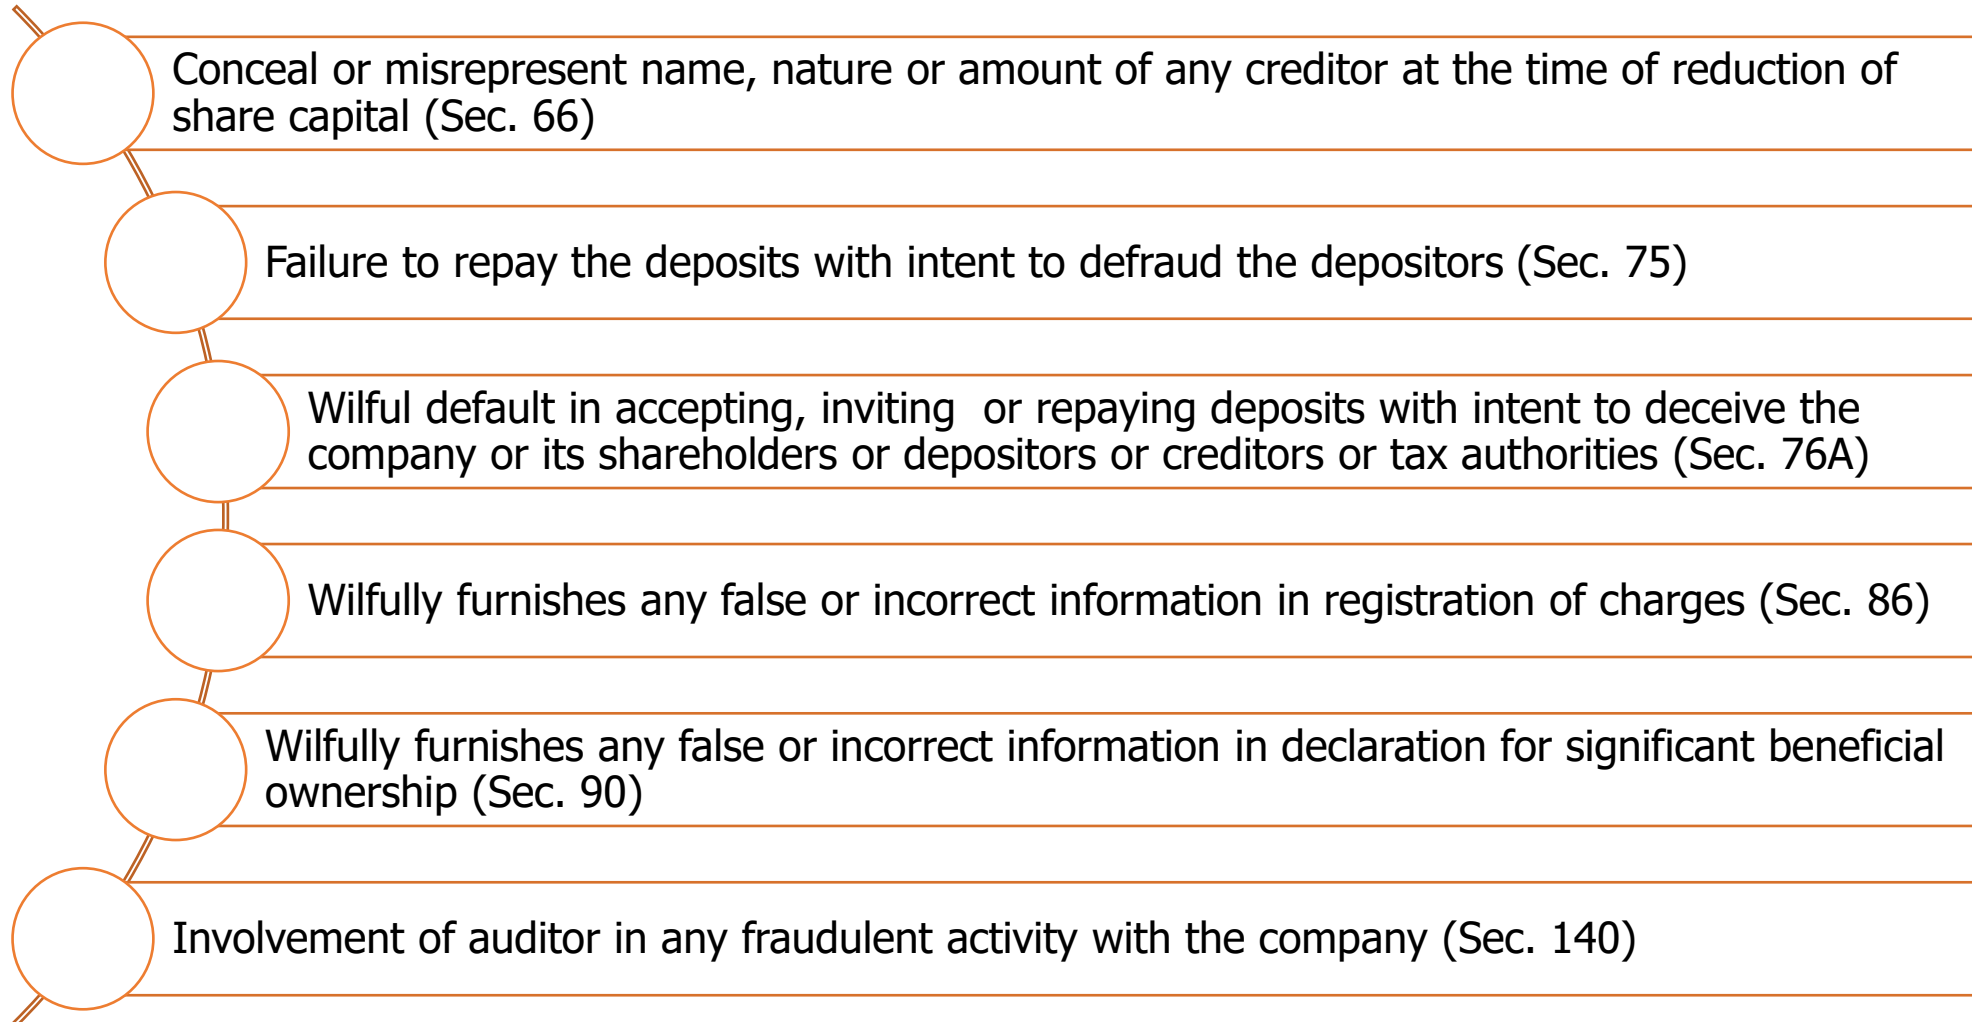 Conceal or misrepresent name, nature or amount of any creditor at the time of reduction of
share capital (Sec. 66)
Failure to repay the deposits with intent to defraud the depositors (Sec. 75)
Wilful default in accepting, inviting  or repaying deposits with intent to deceive the
company or its shareholders or depositors or creditors or tax authorities (Sec. 76A)
Wilfully furnishes any false or incorrect information in registration of charges (Sec. 86)
Wilfully furnishes any false or incorrect information in declaration for significant beneficial
ownership (Sec. 90)
Involvement of auditor in any fraudulent activity with the company (Sec. 140)